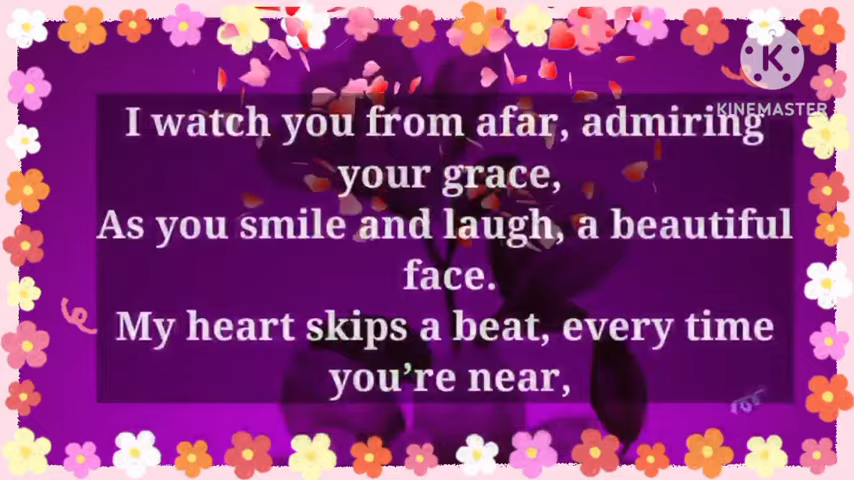 KINEMASTER
I watch you from afar, admiring
your grace,
As you smile and laugh, a beautiful
face.
My heart skips a beat, every time
you’re near,